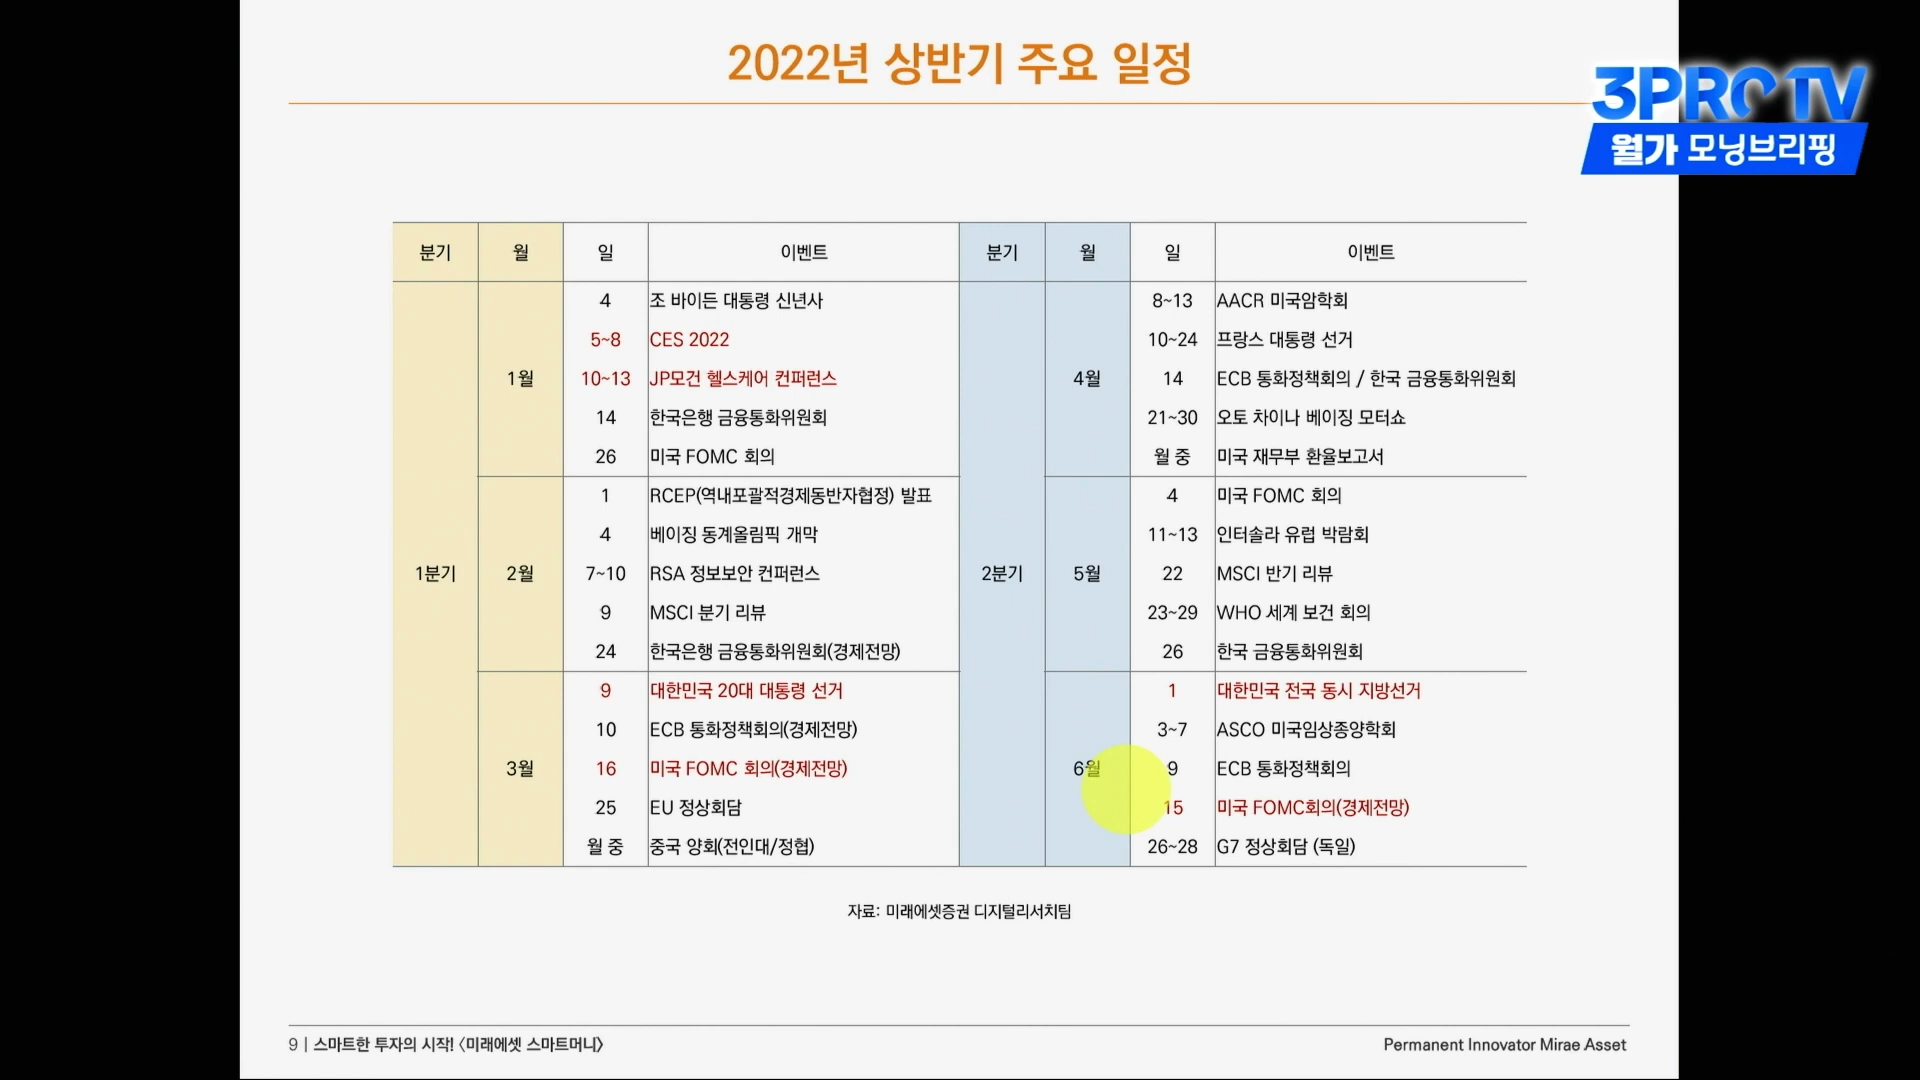 2022년 상반기 주요 일정
3PROTV
월가 모닝브리핑
분기 월 일 이벤트 분기 월 일 이벤트
4 조 바이든 대통령 신년사 8~13 AACR 미국암학회
5~8 CES 2022 10~24 프랑스 대통령 선거
1월 10~13 JP모건 헬스케어 컨퍼런스 4월 14 ECB 통화정책회의 / 한국 금융통화위원회
14 한국은행 금융통화위원회 21~30 오토 차이나 베이징 모터쇼
26 미국 FOMC 회의 월 중 미국 재무부 환율보고서
1 RCEP(역내포괄적경제동반자협정) 발표 4 미국 FOMC 회의
4 베이징 동계올림픽 개막 11~13 인터솔라 유럽 박람회
1분기 2월 7~10 RSA 정보보안 컨퍼런스 2분기 5월 22 MSCI 반기 리뷰
9 MSCI 분기 리뷰 23~29 WHO 세계 보건 회의
24 한국은행 금융통화위원회(경제전망) 26 한국 금융통화위원회
9 대한민국 20대 대통령 선거 1 대한민국 전국 동시 지방선거
10 ECB 통화정책회의(경제전망) 3~7 ASCO 미국임상종양학회
3월 16 미국 FOMC 회의(경제전망) 6월 9 ECB 통화정책회의
25 EU 정상회담 15 미국 FOMC회의(경제전망)
월 중 중국 양회(전인대/정협) 26~28 G7 정상회담 (독일)
자료: 미래에셋증권 디지털리서치팀
9 | 스마트한 투자의 시작! <미래에셋 스마트머니> Permanent Innovator Mirae Asset